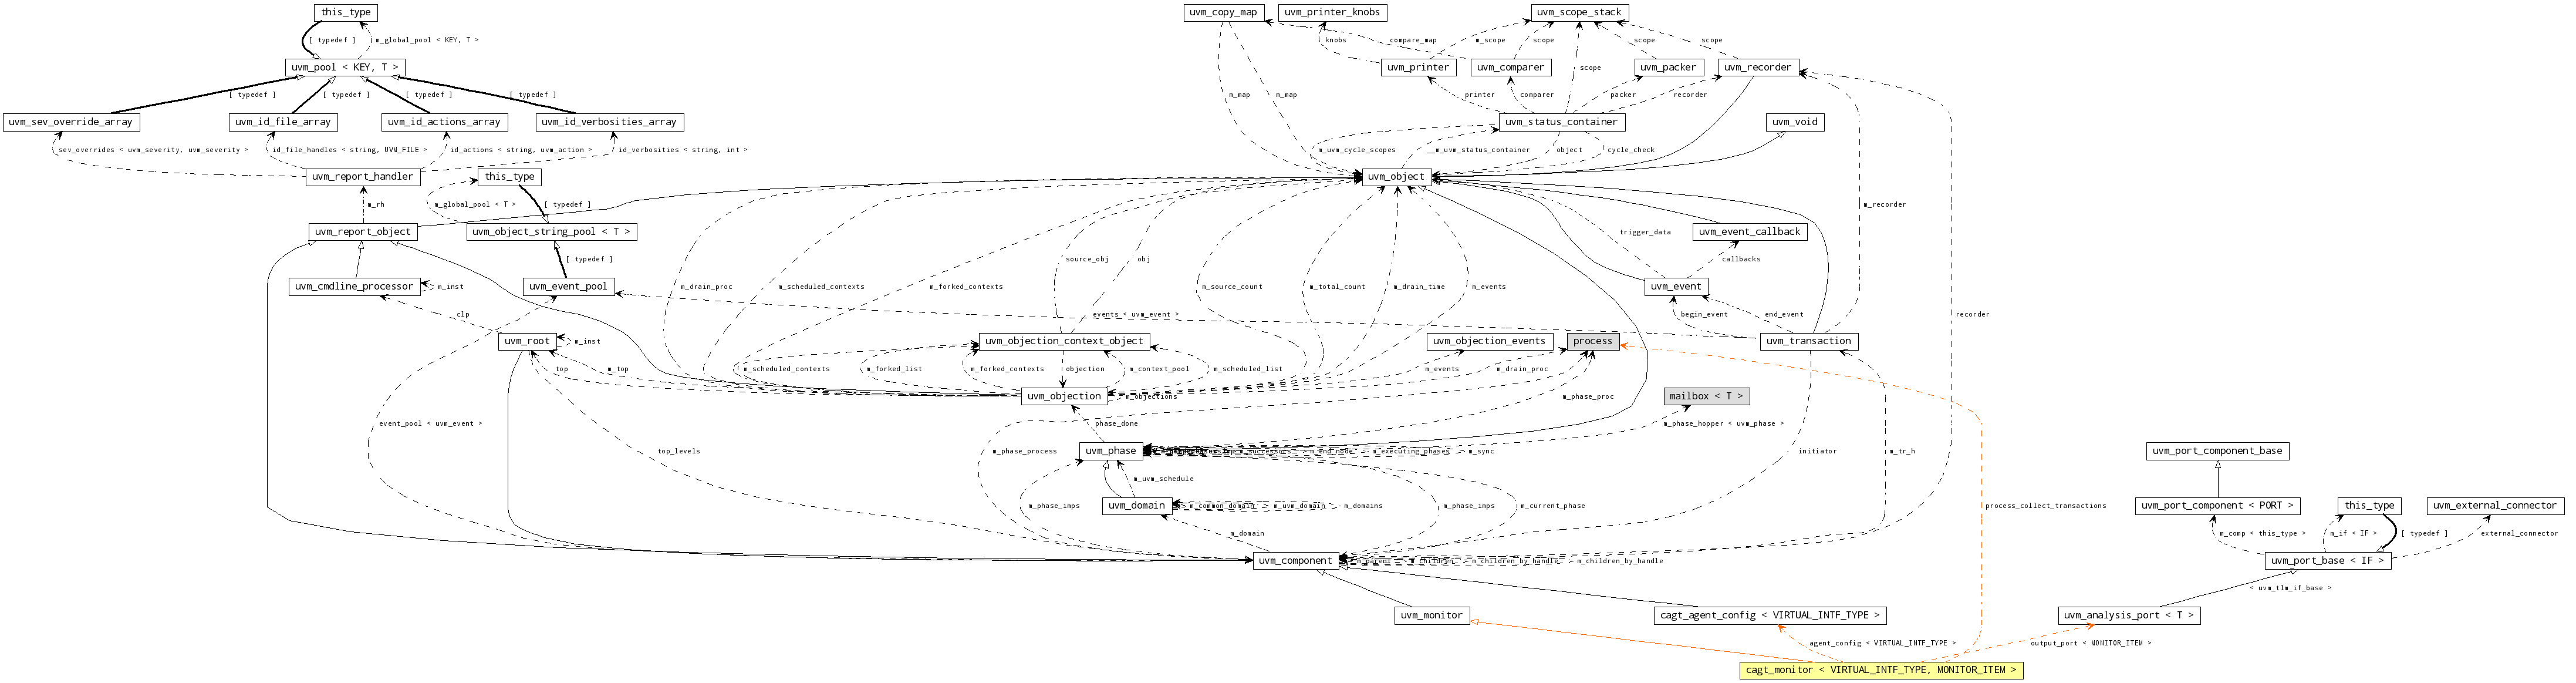 this_type
uvm_copy_map
uvm_printer_knobs
uvm_scope_stack
[ typedef ]
m_global_pool < KEY, T >
knobs
compare_map
m_scope
scope
scope
scope
uvm_pool < KEY, T >
uvm_printer
uvm_comparer
scope
uvm_packer
uvm_recorder
[ typedef ]
[ typedef ]
[ typedef ]
[ typedef ]
m_map
m_map
printer
comparer
packer
recorder
uvm_sev_override_array
uvm_id_file_array
uvm_id_actions_array
uvm_id_verbosities_array
uvm_status_container
uvm_void
sev_overrides < uvm_severity, uvm_severity >
id_file_handles < string, UVM_FILE >
id_actions < string, uvm_action >
id_verbosities < string, int >
m_uvm_cycle_scopes
__m_uvm_status_container
object
cycle_check
uvm_report_handler
this_type
uvm_object
m_rh
m_global_pool < T >
[ typedef ]
m_recorder
uvm_report_object
uvm_object_string_pool < T >
trigger_data
uvm_event_callback
[ typedef ]
source_obj
obj
callbacks
uvm_cmdline_processor
m_inst
uvm_event_pool
m_drain_proc
m_scheduled_contexts
m_forked_contexts
m_source_count
m_total_count
m_drain_time
m_events
uvm_event
clp
events < uvm_event >
begin_event
end_event
recorder
uvm_root
m_inst
uvm_objection_context_object
uvm_objection_events
process
uvm_transaction
top
m_top
m_scheduled_contexts
m_forked_list
m_forked_contexts
objection
m_context_pool
m_scheduled_list
m_events
m_drain_proc
uvm_objection
m_objections
m_phase_proc
mailbox < T >
event_pool < uvm_event >
phase_done
m_phase_hopper < uvm_phase >
top_levels
m_phase_process
uvm_phase
m_end_node
m_executing_phases
m_sync
initiator
m_tr_h
uvm_port_component_base
m_uvm_schedule
m_phase_imps
uvm_domain
m_common_domain
m_uvm_domain
m_domains
m_phase_imps
m_current_phase
process_collect_transactions
uvm_port_component < PORT >
this_type
uvm_external_connector
m_domain
m_comp < this_type >
m_if < IF >
[ typedef ]
external_connector
uvm_component
m_parent
m_children
m_children_by_handle
m_children_by_handle
uvm_port_base < IF >
< uvm_tlm_if_base >
uvm_monitor
cagt_agent_config < VIRTUAL_INTF_TYPE >
uvm_analysis_port < T >
agent_config < VIRTUAL_INTF_TYPE >
output_port < MONITOR_ITEM >
cagt_monitor < VIRTUAL_INTF_TYPE, MONITOR_ITEM >